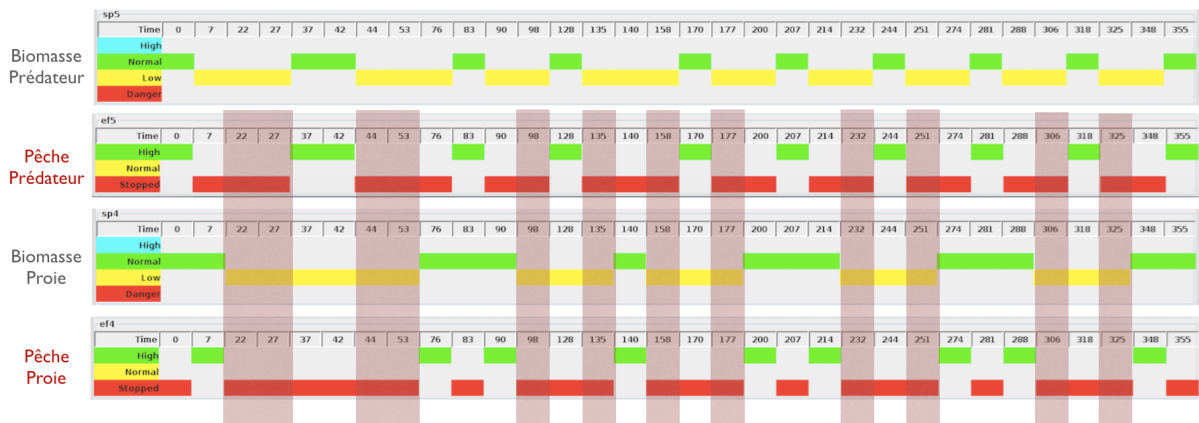 sp5
Time 0 7 22 27 37 42 44 53 76 83 90 98 128 135 140 158 170 177 200 207 214 232 244 251 274 281 288 306 318 325 348 355
High
Biomasse
Prédateur
Normal
Low
Danger
ef5
Time 0 7 22 27 37 42 44 53 76 83 90 98 128 135 140 158 170 177 200 207 214 232 244 251 274 281 288 306 318 325 348 355
High
Pêche
Prédateur
Normal
Stopped
sp4
Time 0 7 22 27 37 42 44 53 76 83 90 98 128 135 140 158 170 177 200 207 214 232 244 251 274 281 288 306 318 325 348 355
High
Biomasse
Proie
Normal
Low
Danger
ef4
Time 0 7 22 27 37 42 44 53 76 83 90 98 128 135 140 158 170 177 200 207 214 232 244 251 274 281 288 306 318 325 348 355
High
Pêche
Proie
Normal
Stopped